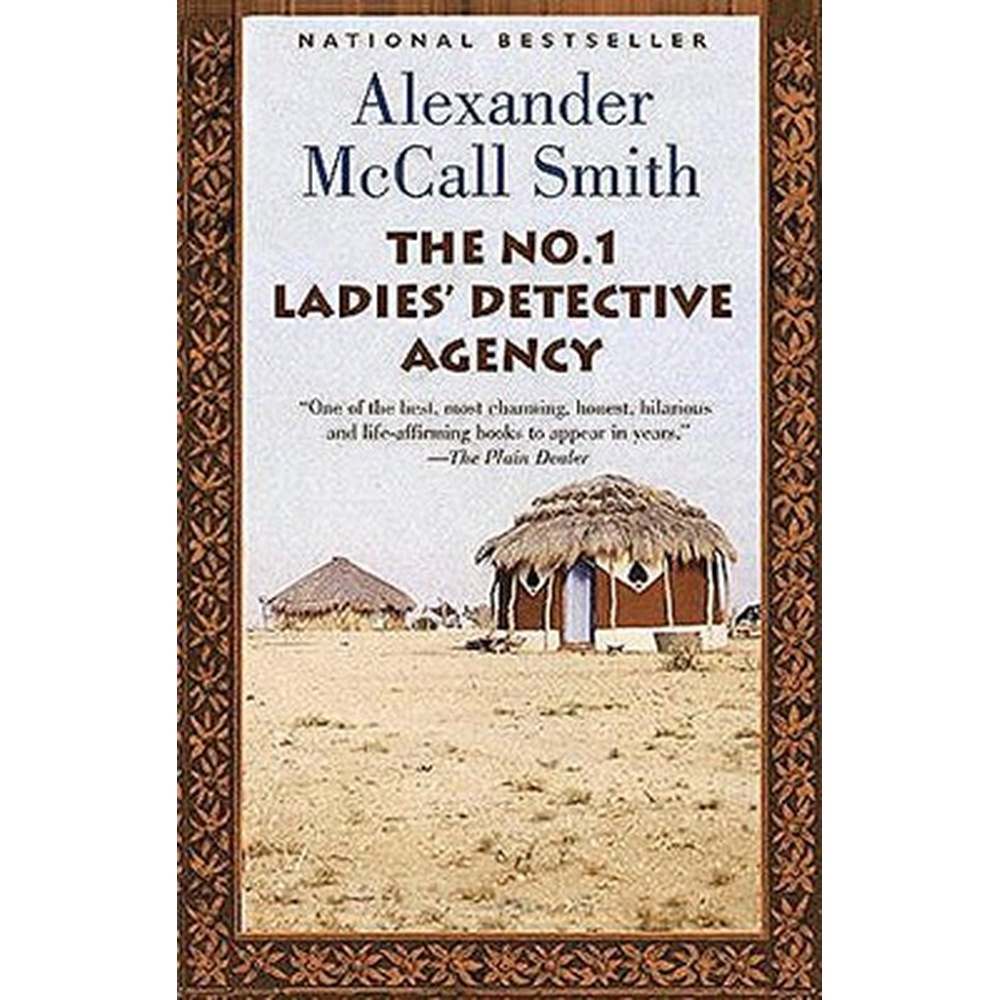 NATIONAL BESTSELLER
Alexander
McCall Smith
THE NO.1
LADIES' DETECTIVE
AGENCY
“One of the best, most charming, honest, hilarious
and life-affirming books to appear in years.”
—The Plain Dealer